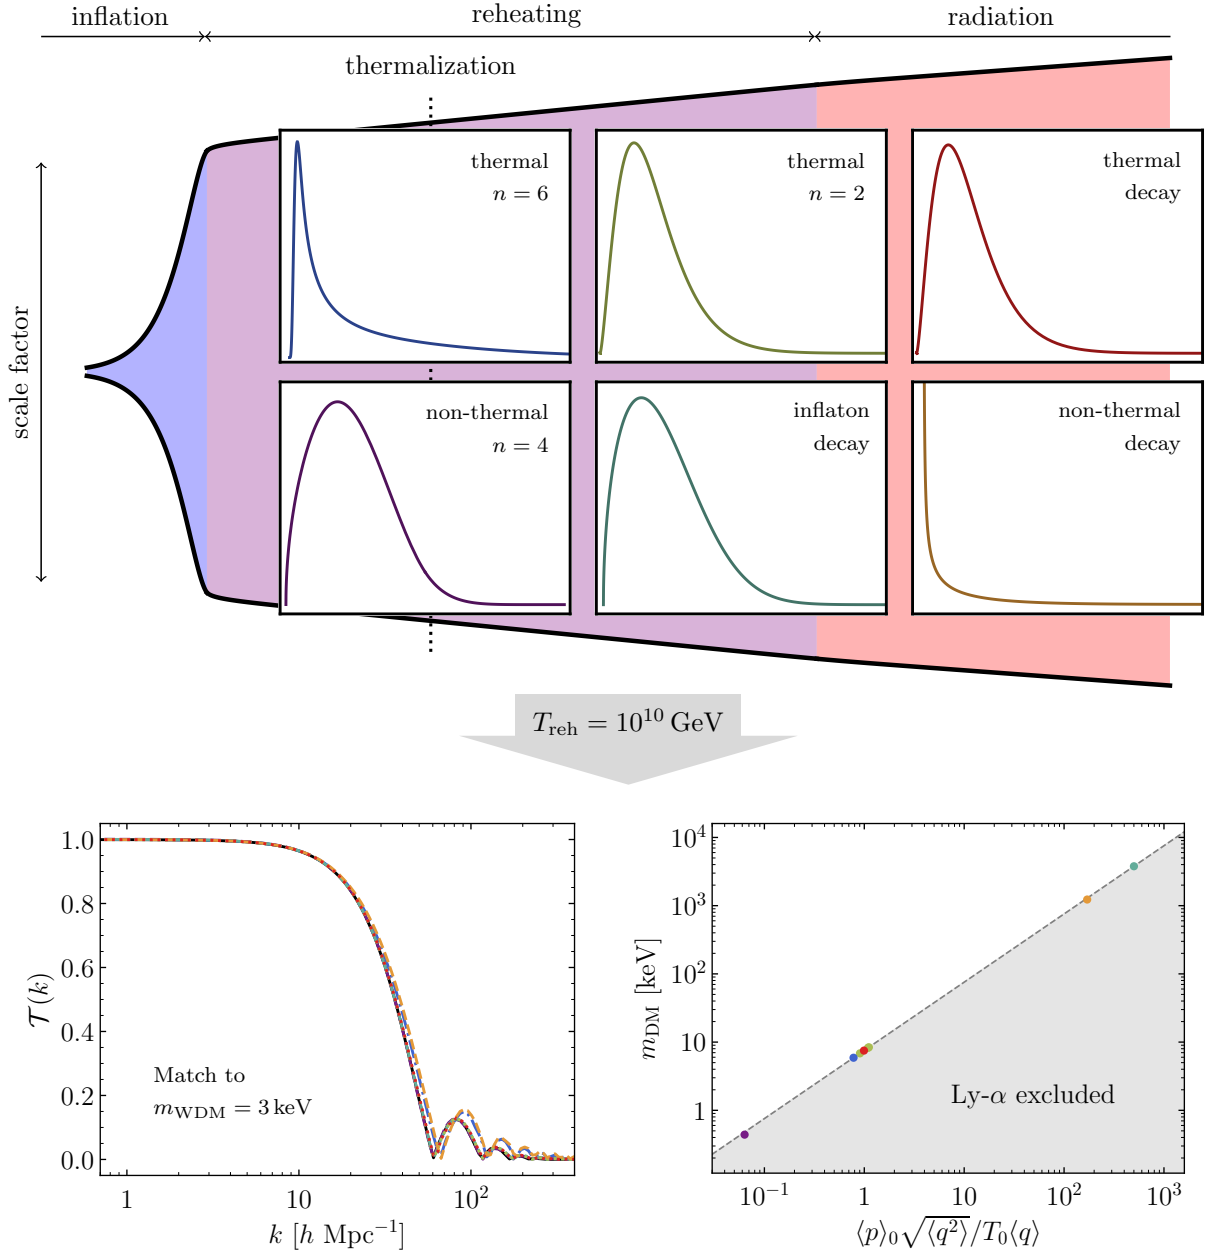 inflation
reheating
radiation
thermalization
scale factor
thermal
n = 6
thermal
n = 2
thermal
decay
non-thermal
n = 4
inflaton
decay
non-thermal
decay
T_reh = 10^10 GeV
1.0
0.8
0.6
0.4
0.2
0.0
𝒯(k)
Match to
m_WDM = 3 keV
1
10
10^2
k [h Mpc^−1]
10^4
10^3
10^2
10
1
m_DM [keV]
Ly-α excluded
10^−1
1
10
10^2
10^3
⟨p⟩_0 √⟨q^2⟩/T_0⟨q⟩